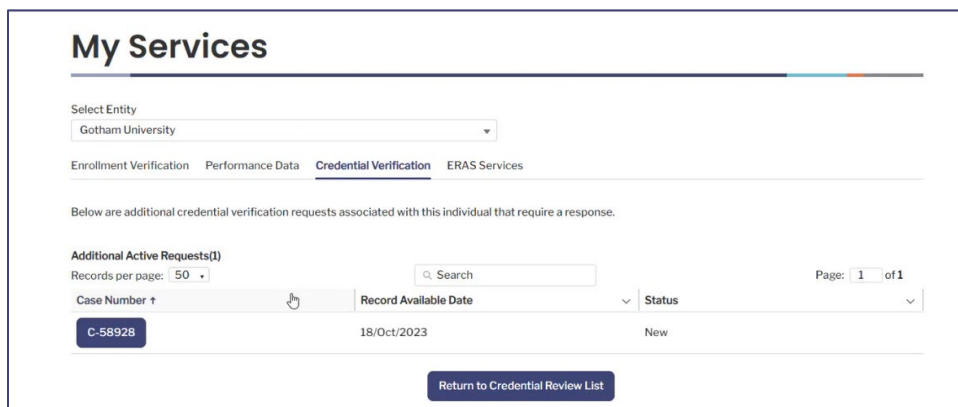 My Services
Select Entity
Gotham University
Enrollment Verification Performance Data Credential Verification ERAS Services
Below are additional credential verification requests associated with this individual that require a response.
Additional Active Requests(1)
Records per page: 50 Search Page: 1 of 1
Case Number ↑ Record Available Date Status
C-58928 18/Oct/2023 New
Return to Credential Review List